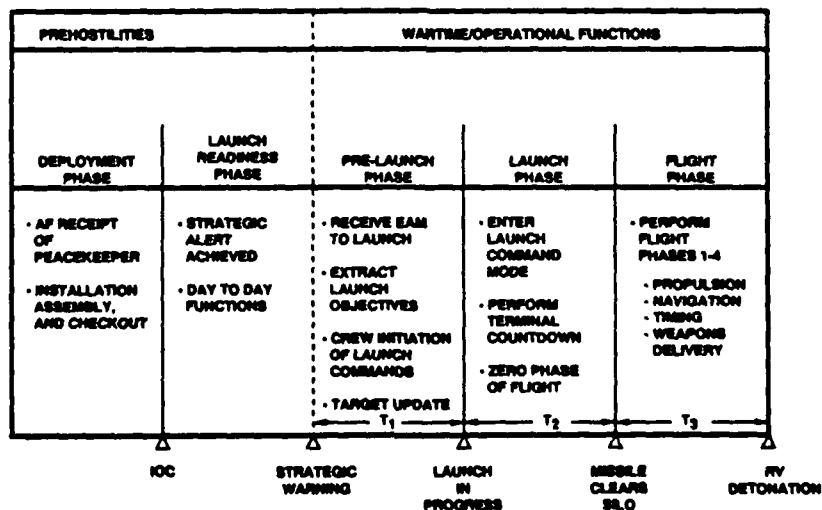 PREHOSTILITIES
WARTIME/OPERATIONAL FUNCTIONS
DEPLOYMENT
PHASE
LAUNCH
READINESS
PHASE
PRE-LAUNCH
PHASE
LAUNCH
PHASE
FLIGHT
PHASE
• AF RECEIPT
OF
PEACEKEEPER
• INSTALLATION
ASSEMBLY,
AND CHECKOUT
• STRATEGIC
ALERT
ACHIEVED
• DAY TO DAY
FUNCTIONS
• RECEIVE EAM
TO LAUNCH
• EXTRACT
LAUNCH
OBJECTIVES
• CREW INITIATION
OF LAUNCH
COMMANDS
• TARGET UPDATE
• ENTER
LAUNCH
COMMAND
MODE
• PERFORM
TERMINAL
COUNTDOWN
• ZERO PHASE
OF FLIGHT
• PERFORM
FLIGHT
PHASES 1-4
• PROPULSION
• NAVIGATION
• TIMING
• WEAPONS
DELIVERY
T1
T2
T3
IOC
STRATEGIC
WARNING
LAUNCH
IN
PROGRESS
MISSILE
CLEARS
SILO
RV
DETONATION